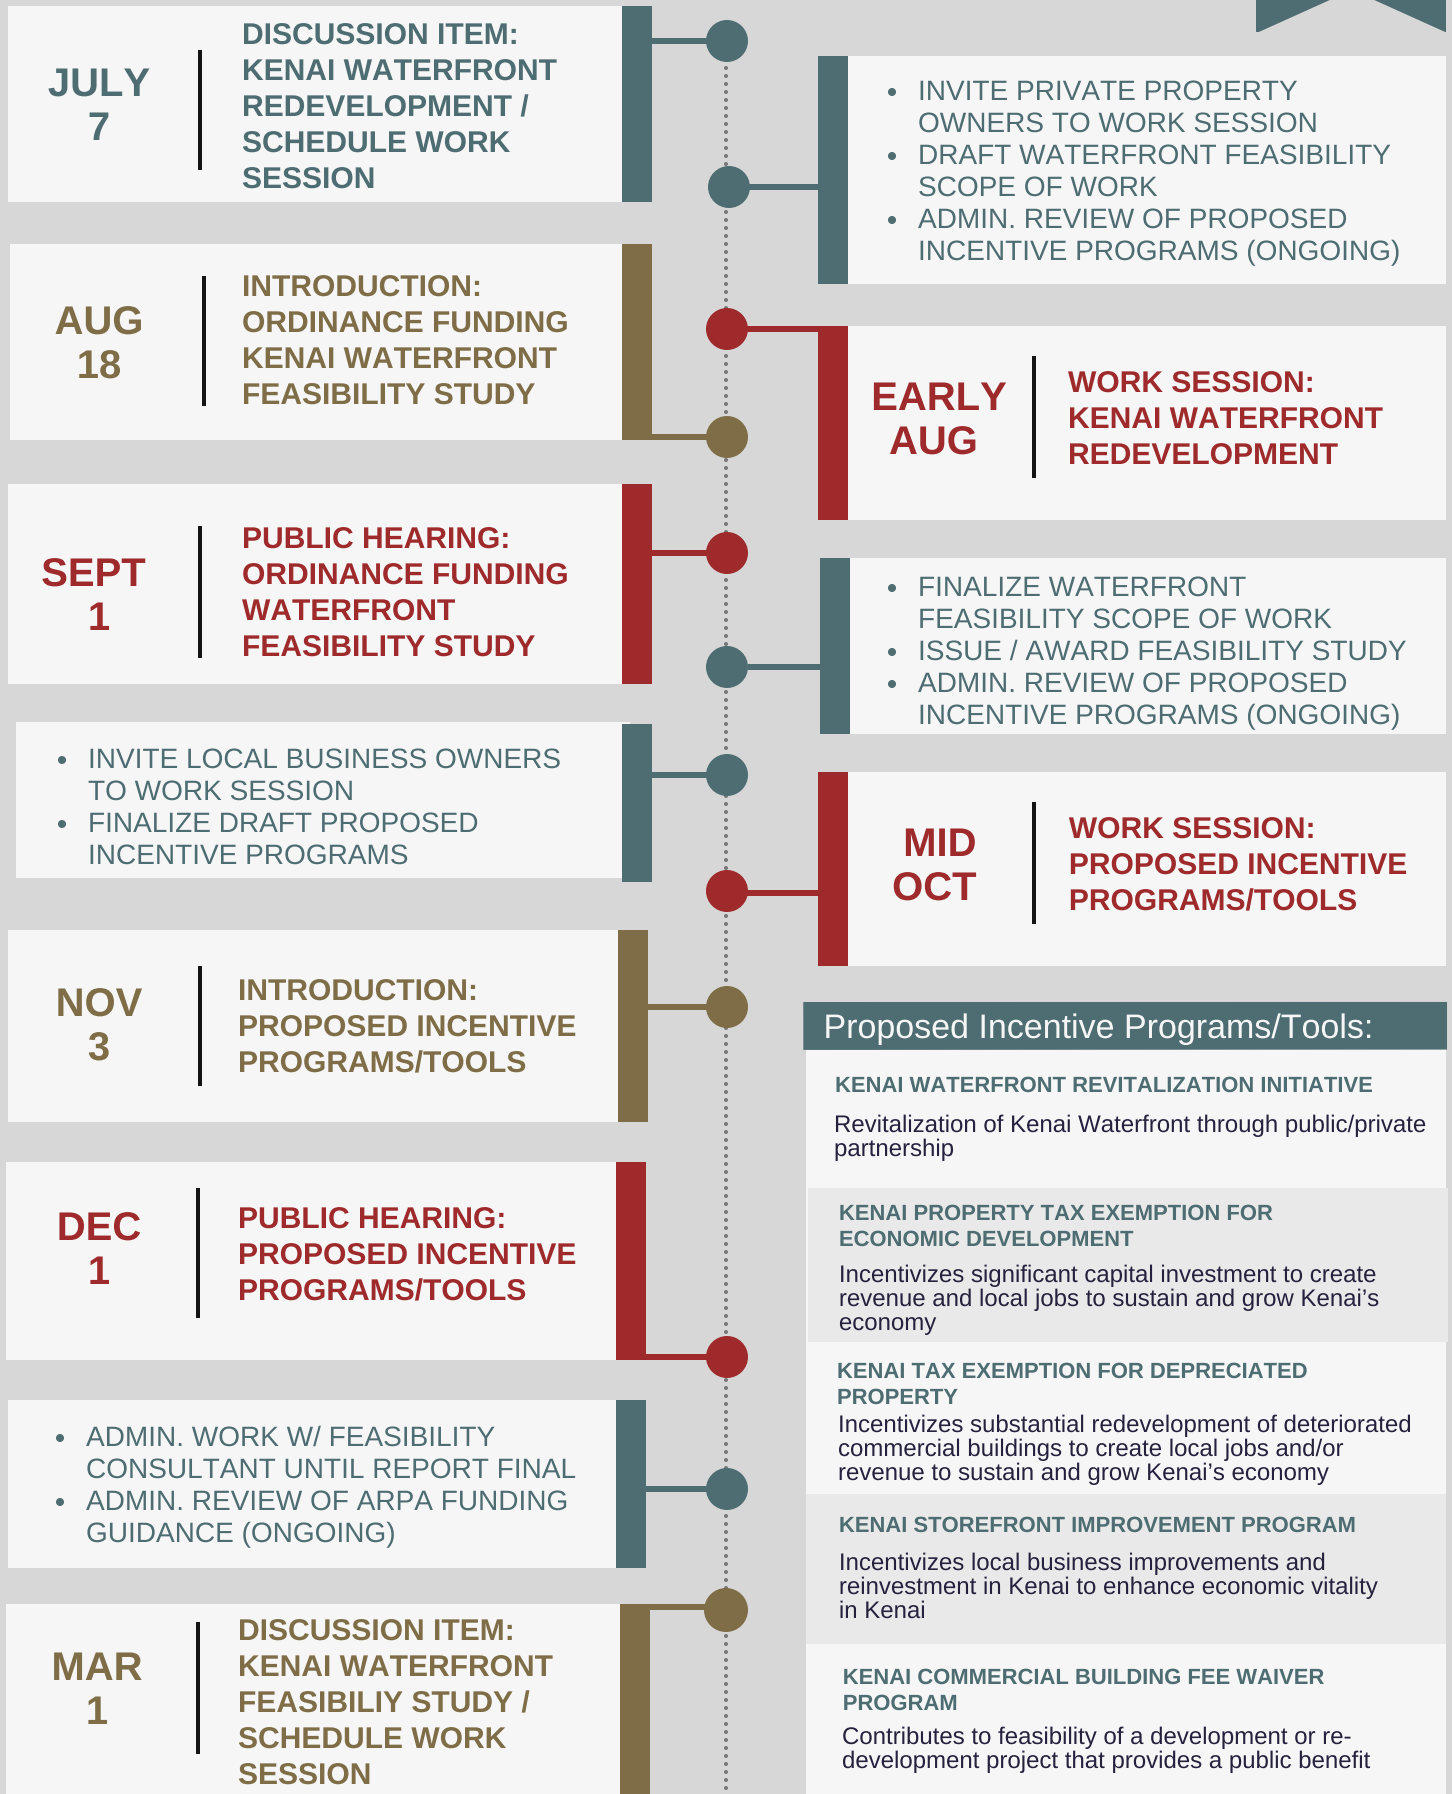 JULY
7
DISCUSSION ITEM:
KENAI WATERFRONT
REDEVELOPMENT /
SCHEDULE WORK
SESSION
• INVITE PRIVATE PROPERTY
OWNERS TO WORK SESSION
• DRAFT WATERFRONT FEASIBILITY
SCOPE OF WORK
• ADMIN. REVIEW OF PROPOSED
INCENTIVE PROGRAMS (ONGOING)
EARLY
AUG
WORK SESSION:
KENAI WATERFRONT
REDEVELOPMENT
AUG
18
INTRODUCTION:
ORDINANCE FUNDING
KENAI WATERFRONT
FEASIBILITY STUDY
SEPT
1
PUBLIC HEARING:
ORDINANCE FUNDING
WATERFRONT
FEASIBILITY STUDY
• FINALIZE WATERFRONT
FEASIBILITY SCOPE OF WORK
• ISSUE / AWARD FEASIBILITY STUDY
• ADMIN. REVIEW OF PROPOSED
INCENTIVE PROGRAMS (ONGOING)
• INVITE LOCAL BUSINESS OWNERS
TO WORK SESSION
• FINALIZE DRAFT PROPOSED
INCENTIVE PROGRAMS
MID
OCT
WORK SESSION:
PROPOSED INCENTIVE
PROGRAMS/TOOLS
NOV
3
INTRODUCTION:
PROPOSED INCENTIVE
PROGRAMS/TOOLS
DEC
1
PUBLIC HEARING:
PROPOSED INCENTIVE
PROGRAMS/TOOLS
• ADMIN. WORK W/ FEASIBILITY
CONSULTANT UNTIL REPORT FINAL
• ADMIN. REVIEW OF ARPA FUNDING
GUIDANCE (ONGOING)
MAR
1
DISCUSSION ITEM:
KENAI WATERFRONT
FEASIBILIY STUDY /
SCHEDULE WORK
SESSION
Proposed Incentive Programs/Tools:
KENAI WATERFRONT REVITALIZATION INITIATIVE
Revitalization of Kenai Waterfront through public/private
partnership
KENAI PROPERTY TAX EXEMPTION FOR
ECONOMIC DEVELOPMENT
Incentivizes significant capital investment to create
revenue and local jobs to sustain and grow Kenai’s
economy
KENAI TAX EXEMPTION FOR DEPRECIATED
PROPERTY
Incentivizes substantial redevelopment of deteriorated
commercial buildings to create local jobs and/or
revenue to sustain and grow Kenai’s economy
KENAI STOREFRONT IMPROVEMENT PROGRAM
Incentivizes local business improvements and
reinvestment in Kenai to enhance economic vitality
in Kenai
KENAI COMMERCIAL BUILDING FEE WAIVER
PROGRAM
Contributes to feasibility of a development or re-
development project that provides a public benefit